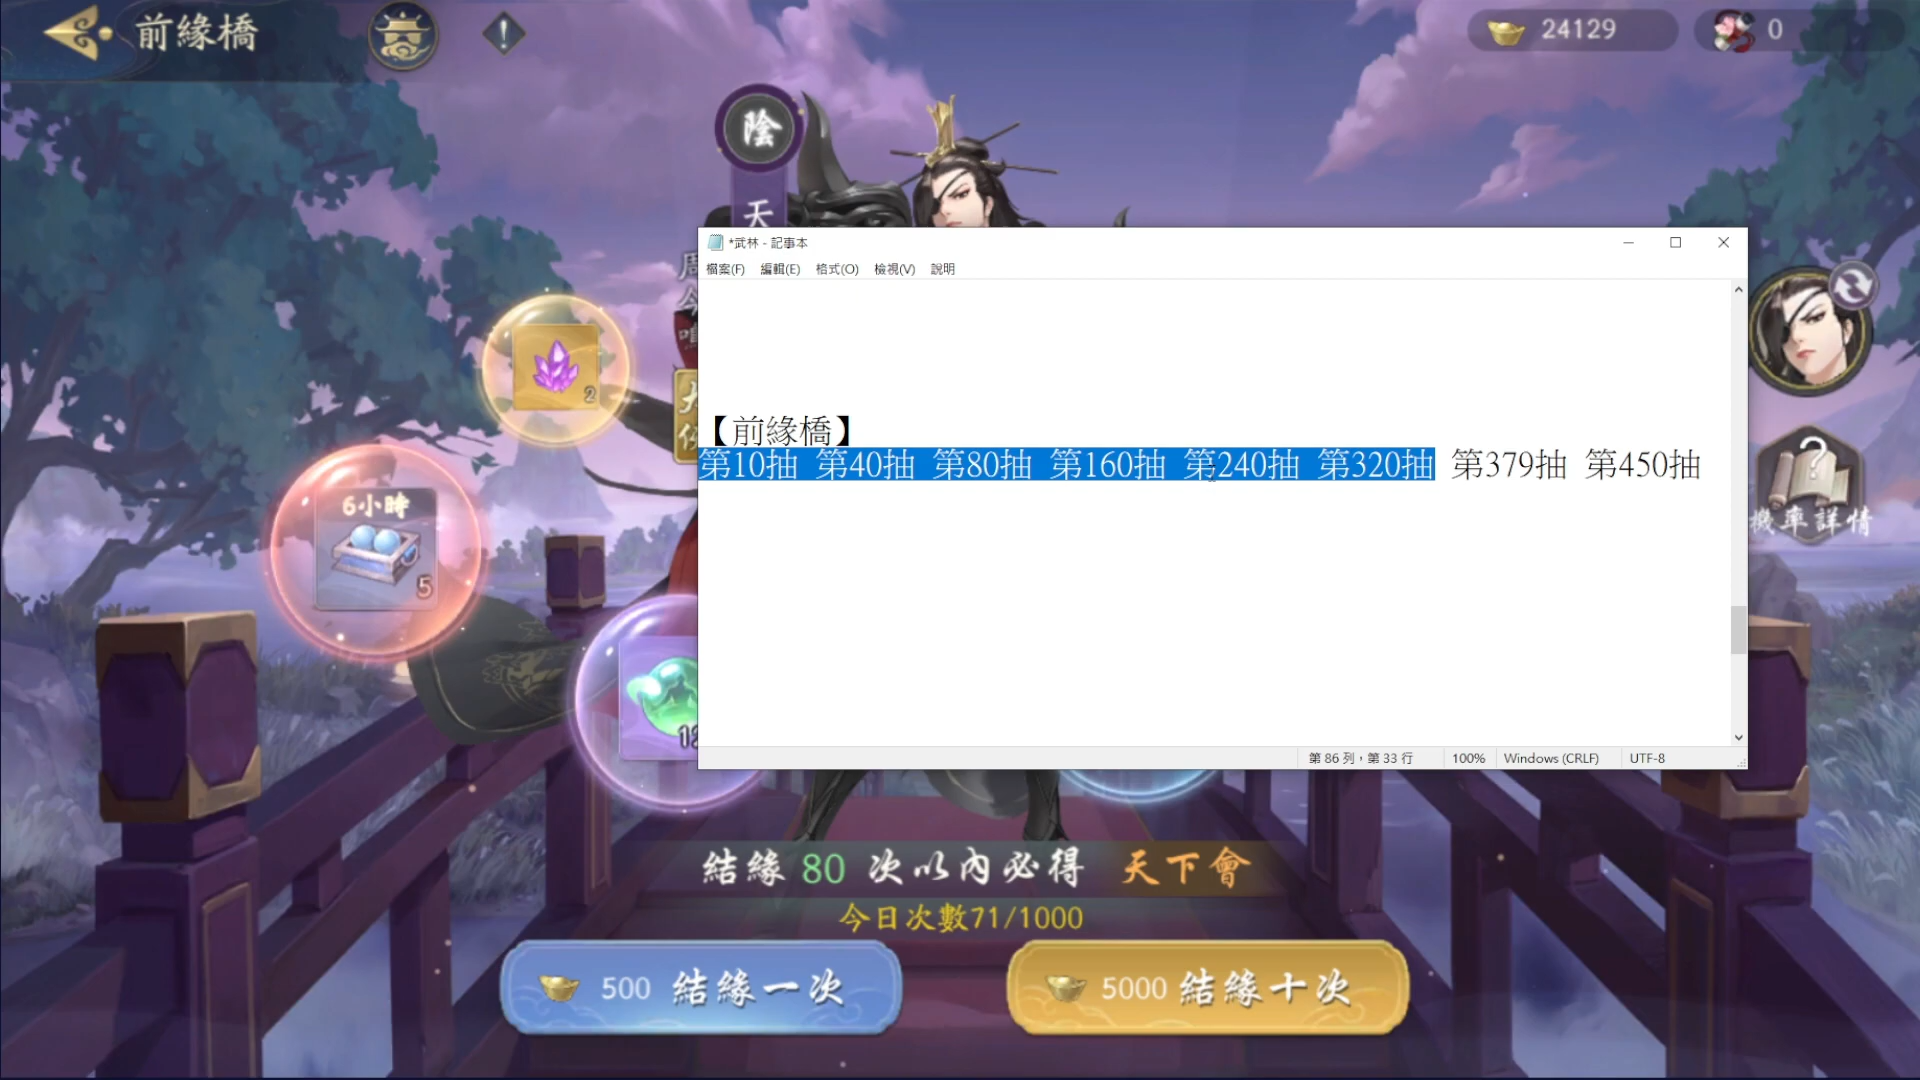 前緣橋
24129
0
陰
天
*武林 - 記事本
檔案(F) 編輯(E) 格式(O) 檢視(V) 說明
2
【前緣橋】
第10抽 第40抽 第80抽 第160抽 第240抽 第320抽 第379抽 第450抽
6小時
5
機率詳情
12
第 86 列，第 33 行 100% Windows (CRLF) UTF-8
結緣 80 次以內必得 天下會
今日次數71/1000
500 結緣一次
5000 結緣十次